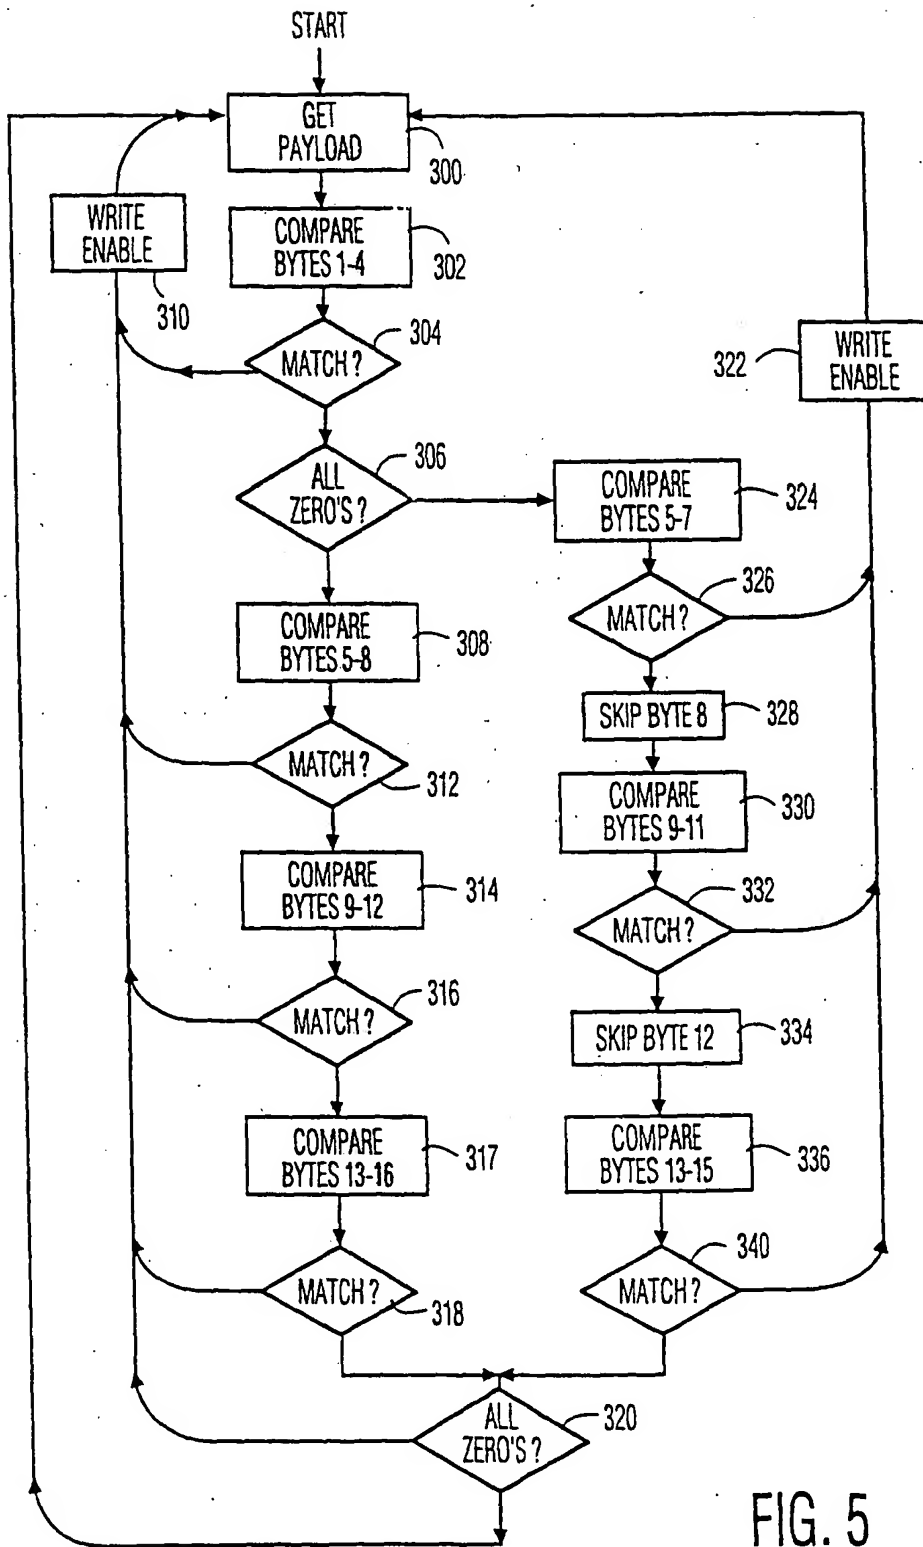 START
GET
PAYLOAD
300
WRITE
ENABLE
310
COMPARE
BYTES 1-4
302
MATCH ?
304
322
WRITE
ENABLE
ALL
ZERO'S ?
306
COMPARE
BYTES 5-7
324
COMPARE
BYTES 5-8
308
MATCH ?
326
SKIP BYTE 8
328
MATCH ?
312
COMPARE
BYTES 9-11
330
COMPARE
BYTES 9-12
314
MATCH ?
332
MATCH ?
316
SKIP BYTE 12
334
COMPARE
BYTES 13-16
317
COMPARE
BYTES 13-15
336
MATCH ?
318
MATCH ?
340
ALL
ZERO'S ?
320
FIG. 5